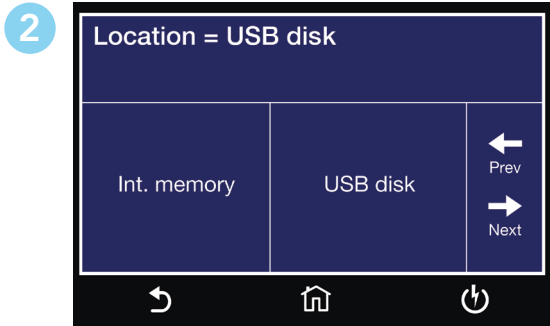 2
Location = USB disk
Int. memory
USB disk
Prev
Next